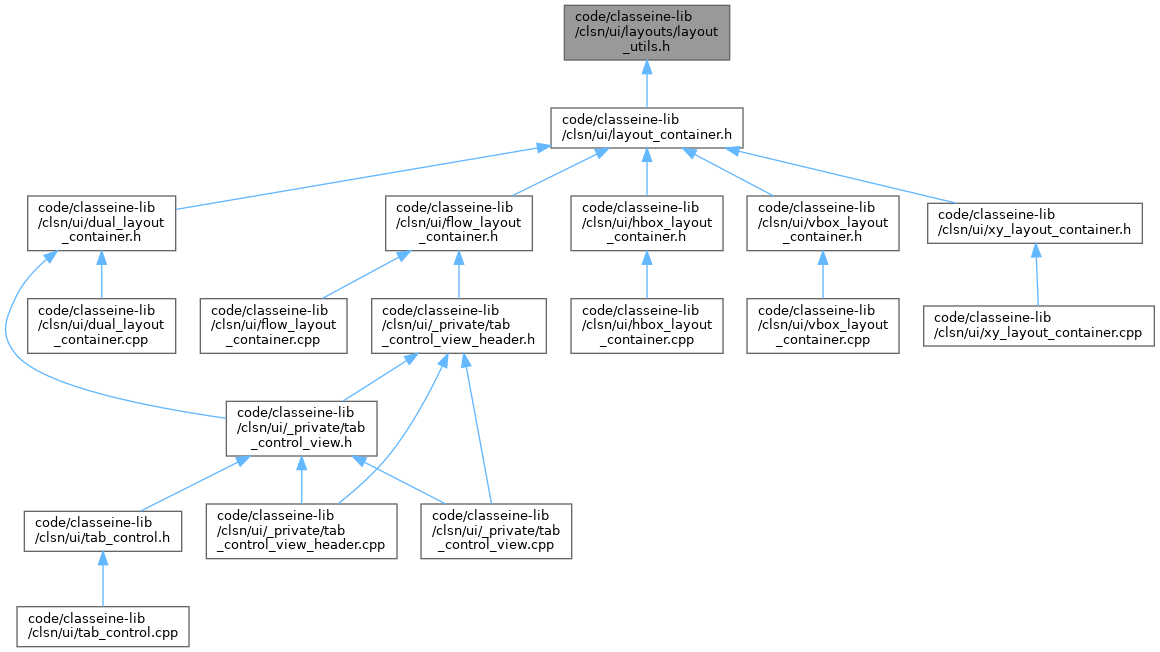 code/classeine-lib
/clsn/ui/layouts/layout
_utils.h
code/classeine-lib
/clsn/ui/layout_container.h
code/classeine-lib
/clsn/ui/dual_layout
_container.h
code/classeine-lib
/clsn/ui/flow_layout
_container.h
code/classeine-lib
/clsn/ui/hbox_layout
_container.h
code/classeine-lib
/clsn/ui/vbox_layout
_container.h
code/classeine-lib
/clsn/ui/xy_layout_container.h
code/classeine-lib
/clsn/ui/dual_layout
_container.cpp
code/classeine-lib
/clsn/ui/flow_layout
_container.cpp
code/classeine-lib
/clsn/ui/_private/tab
_control_view_header.h
code/classeine-lib
/clsn/ui/hbox_layout
_container.cpp
code/classeine-lib
/clsn/ui/vbox_layout
_container.cpp
code/classeine-lib
/clsn/ui/xy_layout_container.cpp
code/classeine-lib
/clsn/ui/_private/tab
_control_view.h
code/classeine-lib
/clsn/ui/tab_control.h
code/classeine-lib
/clsn/ui/_private/tab
_control_view_header.cpp
code/classeine-lib
/clsn/ui/_private/tab
_control_view.cpp
code/classeine-lib
/clsn/ui/tab_control.cpp